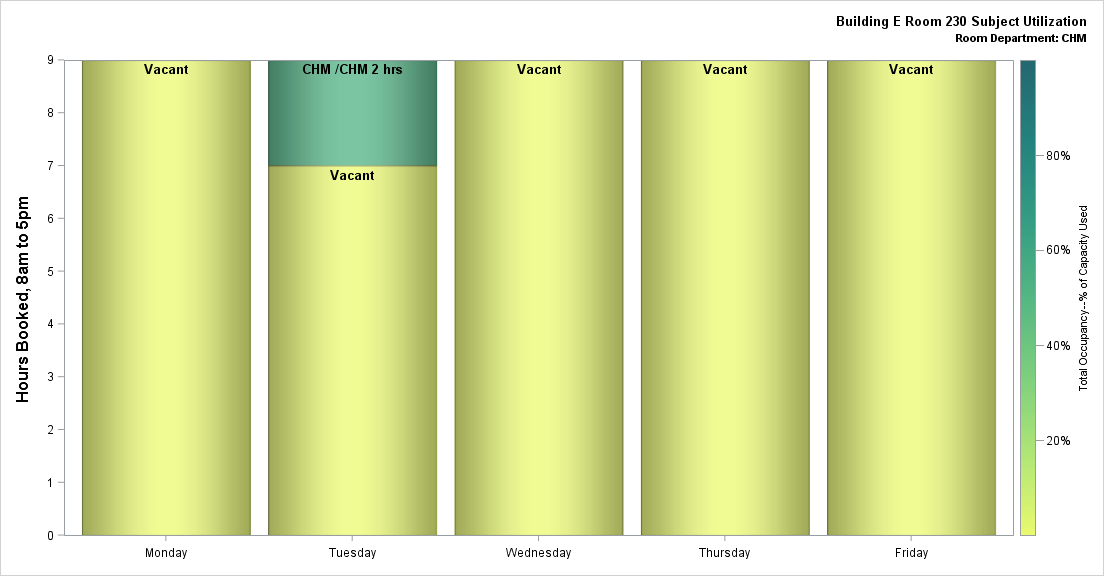 Building E Room 230 Subject Utilization
Room Department: CHM
Hours Booked, 8am to 5pm
9
8
7
6
5
4
3
2
1
0
Vacant
CHM /CHM 2 hrs
Vacant
Vacant
Vacant
Vacant
Monday
Tuesday
Wednesday
Thursday
Friday
80%
60%
40%
20%
Total Occupancy--% of Capacity Used